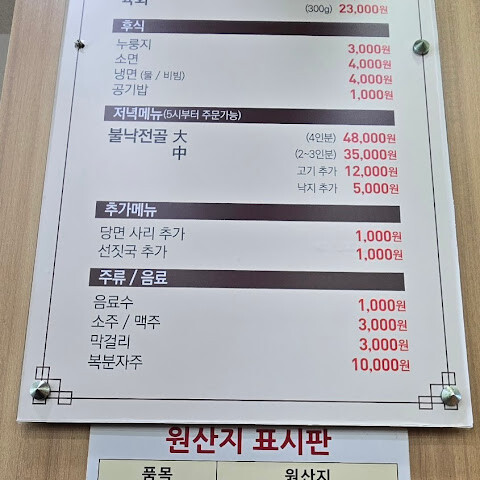 육회 (300g) 23,000원
후식
누룽지 3,000원
소면 4,000원
냉면 (물 / 비빔) 4,000원
공기밥 1,000원
저녁메뉴(5시부터 주문가능)
불낙전골 大 (4인분) 48,000원
中 (2~3인분) 35,000원
고기 추가 12,000원
낙지 추가 5,000원
추가메뉴
당면 사리 추가 1,000원
선짓국 추가 1,000원
주류 / 음료
음료수 1,000원
소주 / 맥주 3,000원
막걸리 3,000원
복분자주 10,000원
원산지 표시판
품목 원산지